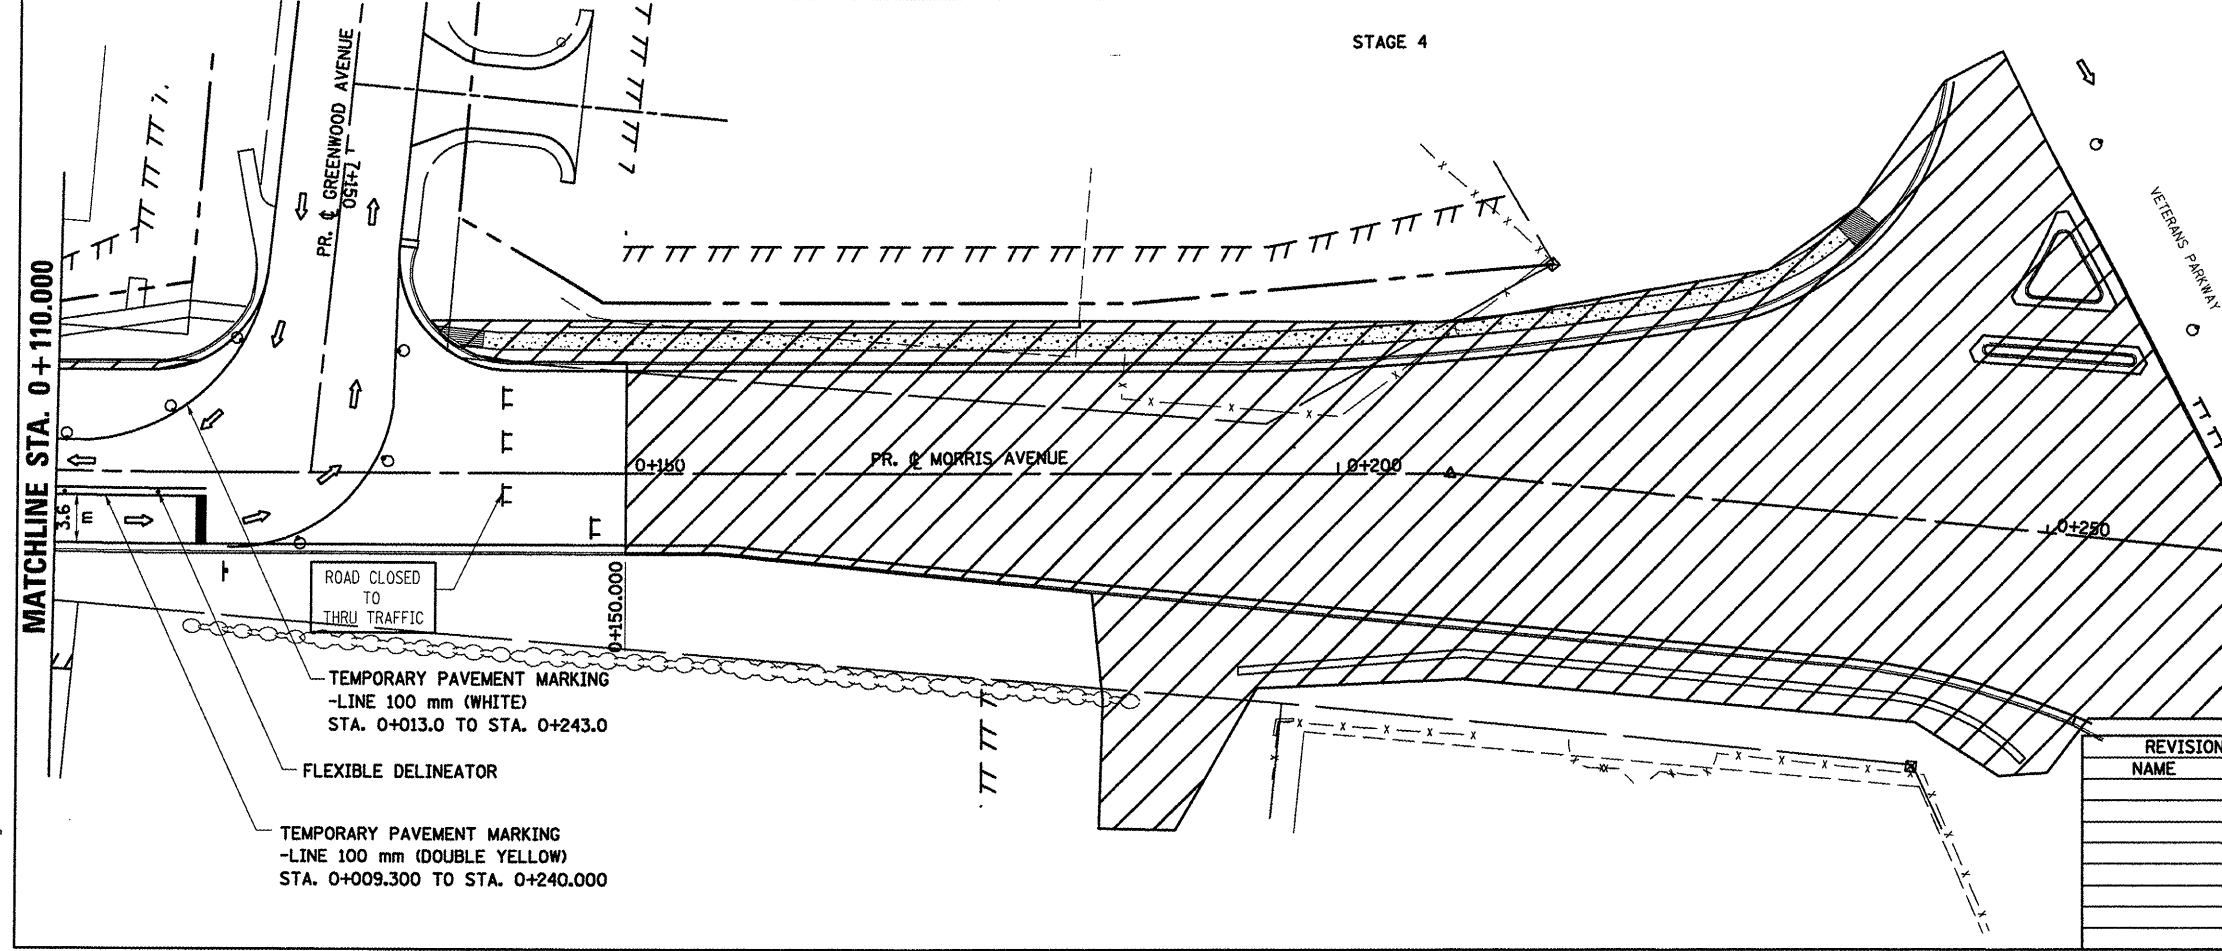 STAGE 4
PR. ℄ GREENWOOD AVENUE
7+150
VETERANS PARKWAY
MATCHLINE STA. 0+110.000
0+150
PR. ℄ MORRIS AVENUE
0+200
0+250
3.6 m
ROAD CLOSED
TO
THRU TRAFFIC
0+150.000
TEMPORARY PAVEMENT MARKING
-LINE 100 mm (WHITE)
STA. 0+013.0 TO STA. 0+243.0
FLEXIBLE DELINEATOR
TEMPORARY PAVEMENT MARKING
-LINE 100 mm (DOUBLE YELLOW)
STA. 0+009.300 TO STA. 0+240.000
REVISION
NAME